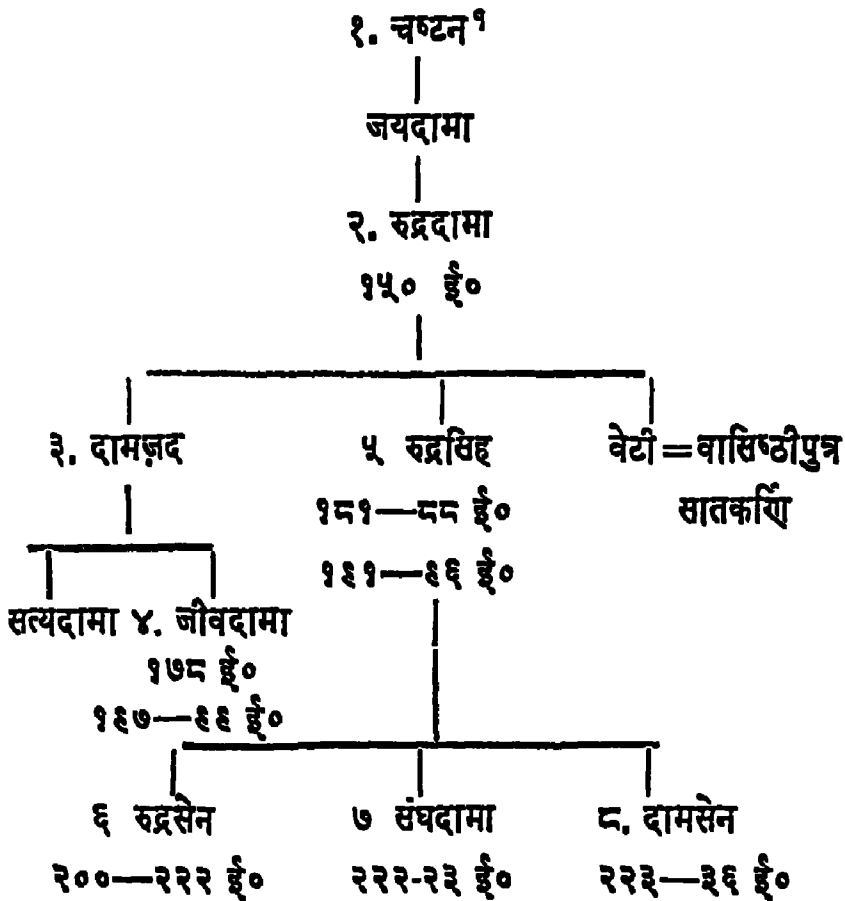 १. चष्टन१
जयदामा
२. रुद्रदामा
१५० ई०
३. दामज़द ५ रुद्रसिह वेटी=वासिष्ठीपुत्र
१८१—८८ ई० सातकर्णि
१९१—९६ ई०
सत्यदामा ४. जीवदामा
१७८ ई०
१९७—९९ ई०
६ रुद्रसेन ७ संघदामा ८. दामसेन
२००—२२२ ई० २२२-२३ ई० २२३—३६ ई०